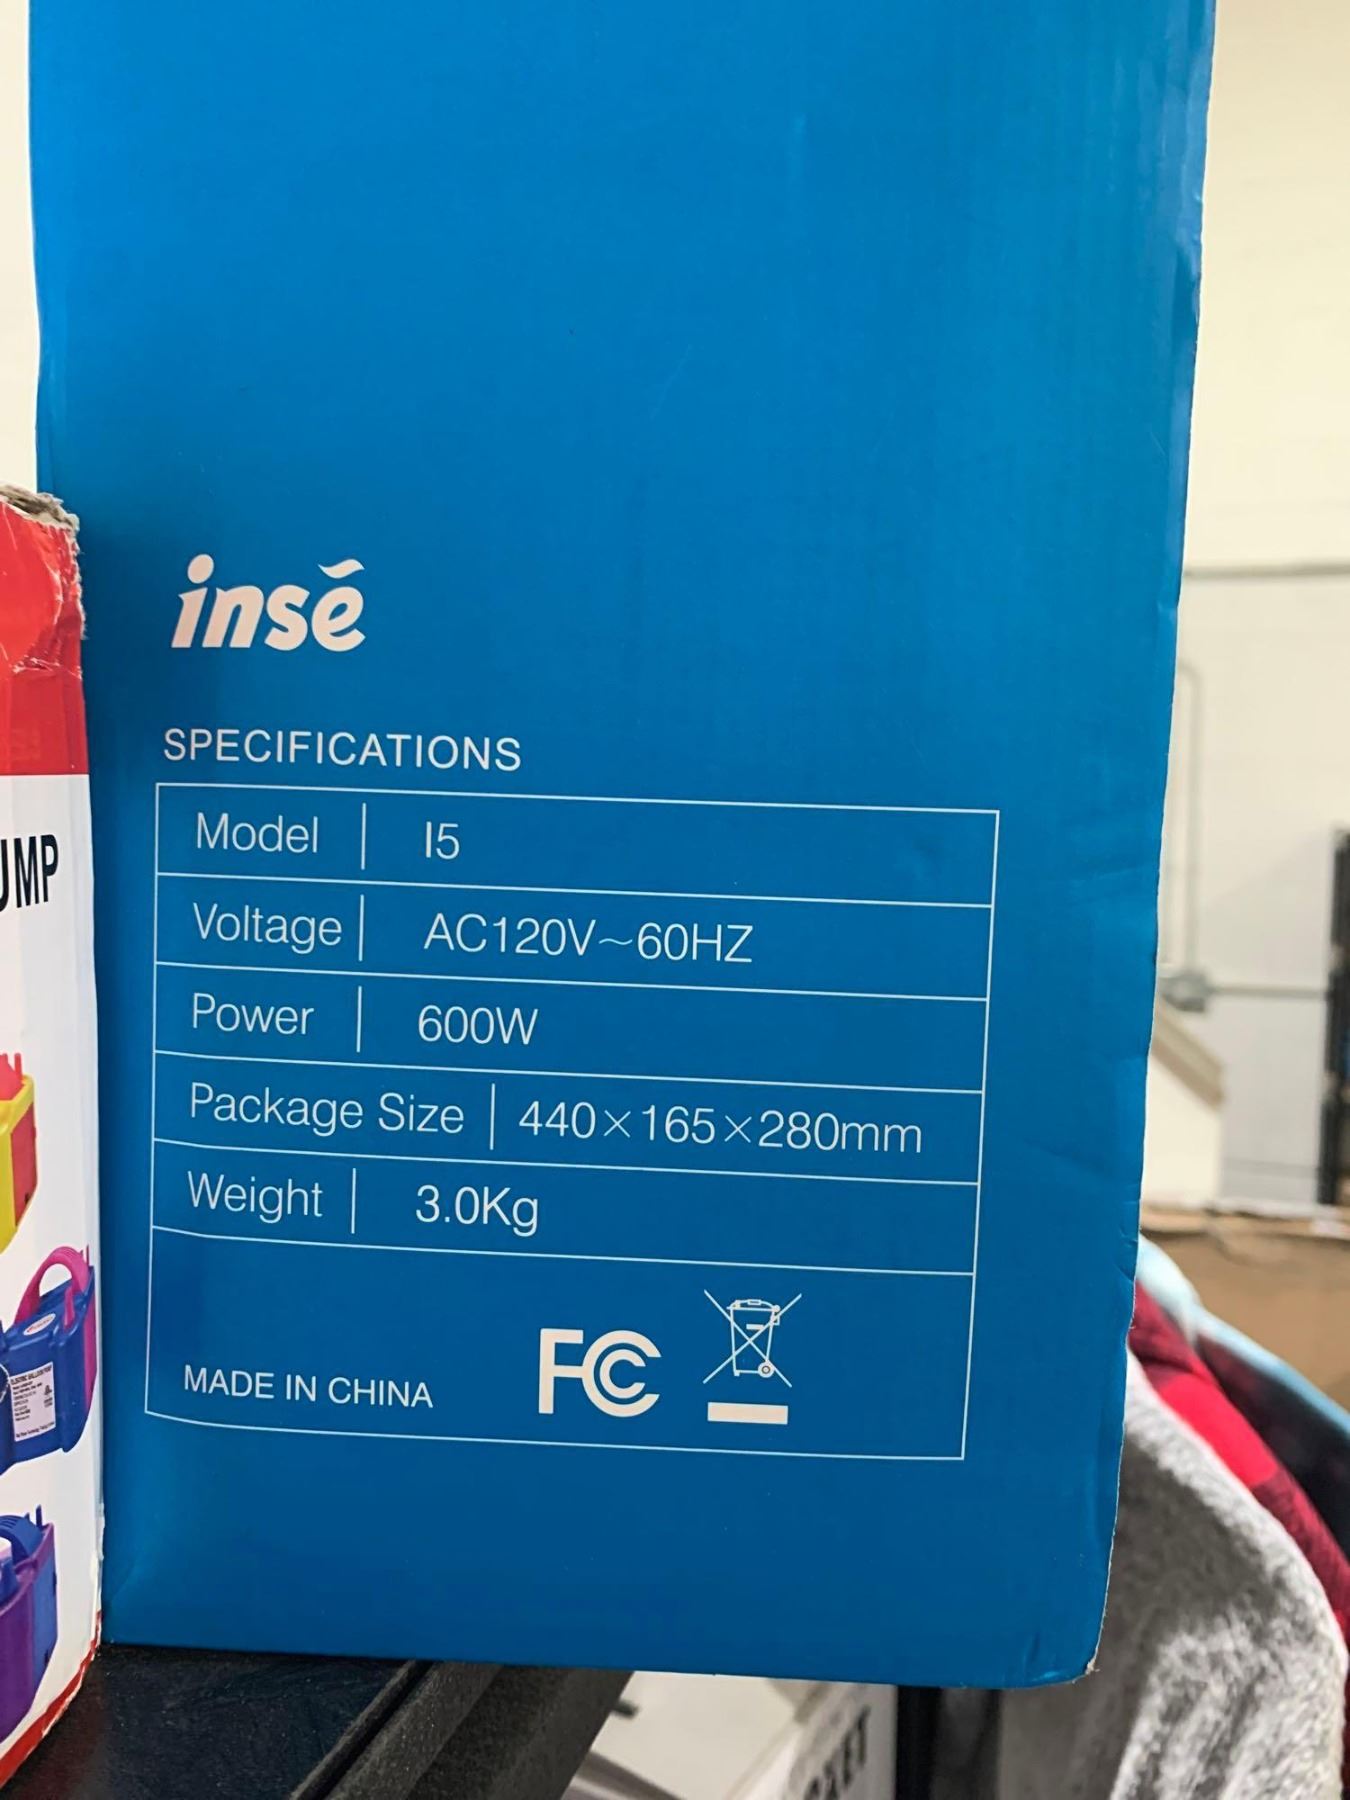 insē
SPECIFICATIONS
Model | I5
Voltage | AC120V~60HZ
Power | 600W
Package Size | 440×165×280mm
Weight | 3.0Kg
MADE IN CHINA
FC
UMP